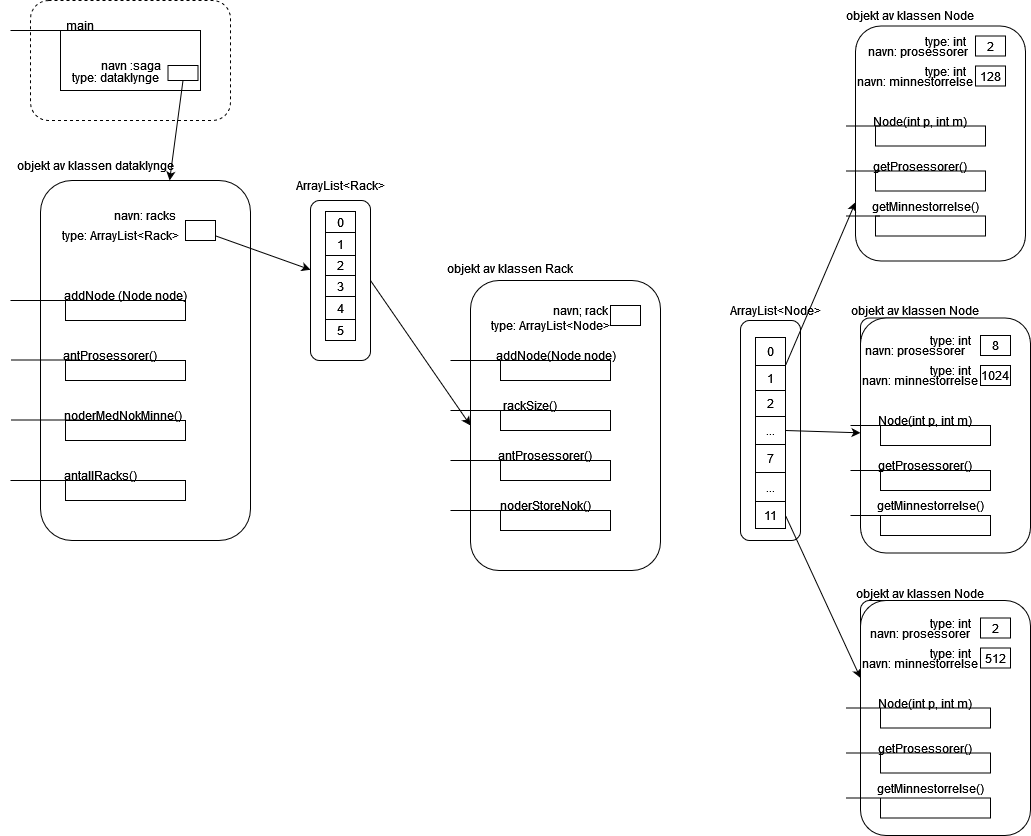 main
navn :saga
type: dataklynge
objekt av klassen dataklynge
navn: racks
type: ArrayList<Rack>
addNode (Node node)
antProsessorer()
noderMedNokMinne()
antallRacks()
ArrayList<Rack>
0
1
2
3
4
5
objekt av klassen Rack
navn; rack
type: ArrayList<Node>
addNode(Node node)
rackSize()
antProsessorer()
noderStoreNok()
ArrayList<Node>
0
1
2
...
7
...
11
objekt av klassen Node
type: int
navn: prosessorer
2
type: int
navn: minnestorrelse
128
Node(int p, int m)
getProsessorer()
getMinnestorelse()
objekt av klassen Node
type: int
navn: prosessorer
8
type: int
navn: minnestorrelse
1024
Node(int p, int m)
getProsessorer()
getMinnestorelse()
objekt av klassen Node
type: int
navn: prosessorer
2
type: int
navn: minnestorrelse
512
Node(int p, int m)
getProsessorer()
getMinnestorrelse()